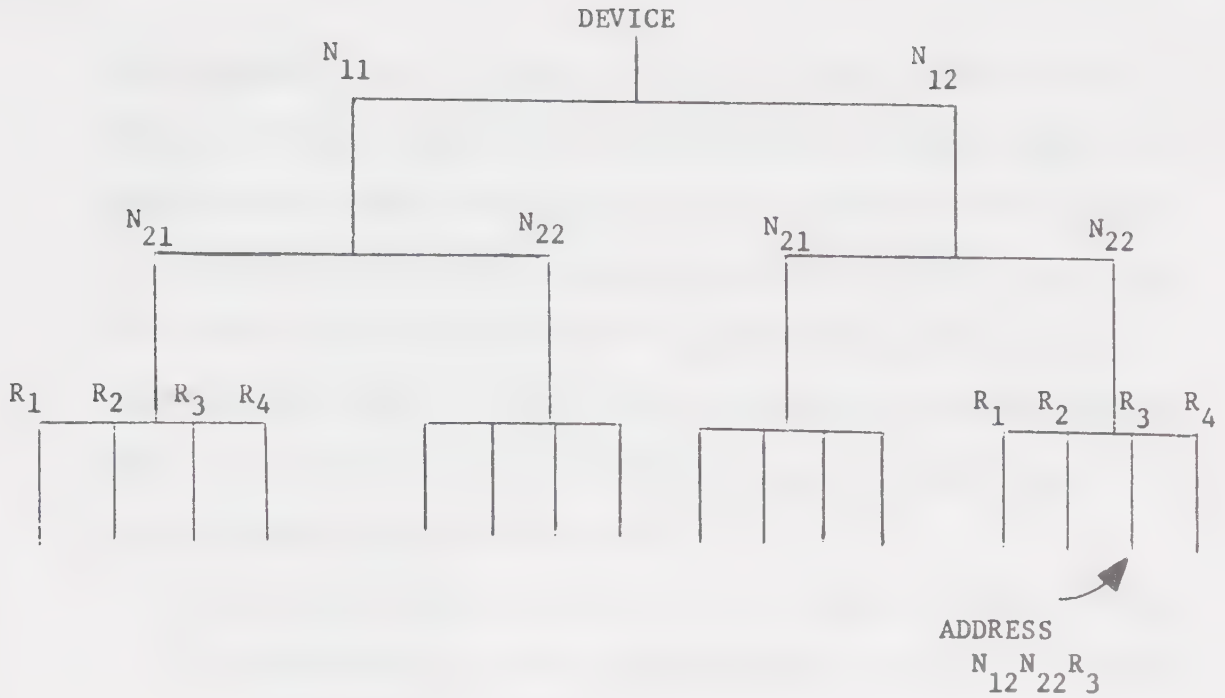 DEVICE
N11 N12
N21 N22 N21 N22
R1 R2 R3 R4 R1 R2 R3 R4
ADDRESS
N12N22R3